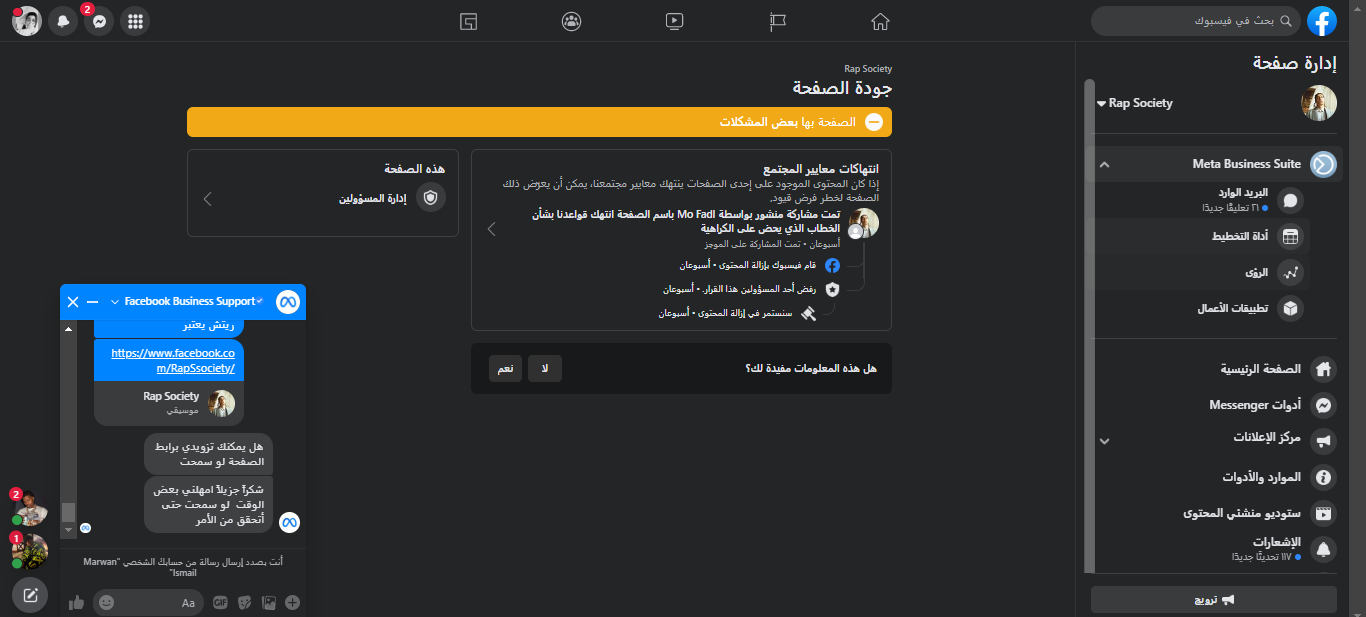 بحث في فيسبوك
2
إدارة صفحة
Rap Society
Meta Business Suite
البريد الوارد
٢٦ تعليقًا جديدًا
أداة التخطيط
الرؤى
تطبيقات الأعمال
الصفحة الرئيسية
أدوات Messenger
مركز الإعلانات
الموارد والأدوات
ستوديو منشئي المحتوى
الإشعارات
١١٧ تحديثًا جديدًا
ترويج
Rap Society
جودة الصفحة
الصفحة بها بعض المشكلات
انتهاكات معايير المجتمع
إذا كان المحتوى الموجود على إحدى الصفحات ينتهك معايير مجتمعنا، يمكن أن يعرّض ذلك
الصفحة لخطر فرض قيود.
تمت مشاركة منشور بواسطة Mo Fadl باسم الصفحة انتهك قواعدنا بشأن
الخطاب الذي يحض على الكراهية
أسبوعان • تمت المشاركة على الموجز
قام فيسبوك بإزالة المحتوى • أسبوعان
رفض أحد المسؤولين هذا القرار. • أسبوعان
سنستمر في إزالة المحتوى • أسبوعان
هل هذه المعلومات مفيدة لك؟
لا
نعم
هذه الصفحة
إدارة المسؤولين
Facebook Business Support
ريتش يعتبر
https://www.facebook.co
m/RapSsociety/
Rap Society
موسيقي
هل يمكنك تزويدي برابط
الصفحة لو سمحت
شكراً جزيلاً امهلني بعض
الوقت لو سمحت حتى
أتحقق من الأمر
أنت بصدد إرسال رسالة من حسابك الشخصي "Marwan
Ismail"
Aa
GIF
2
1